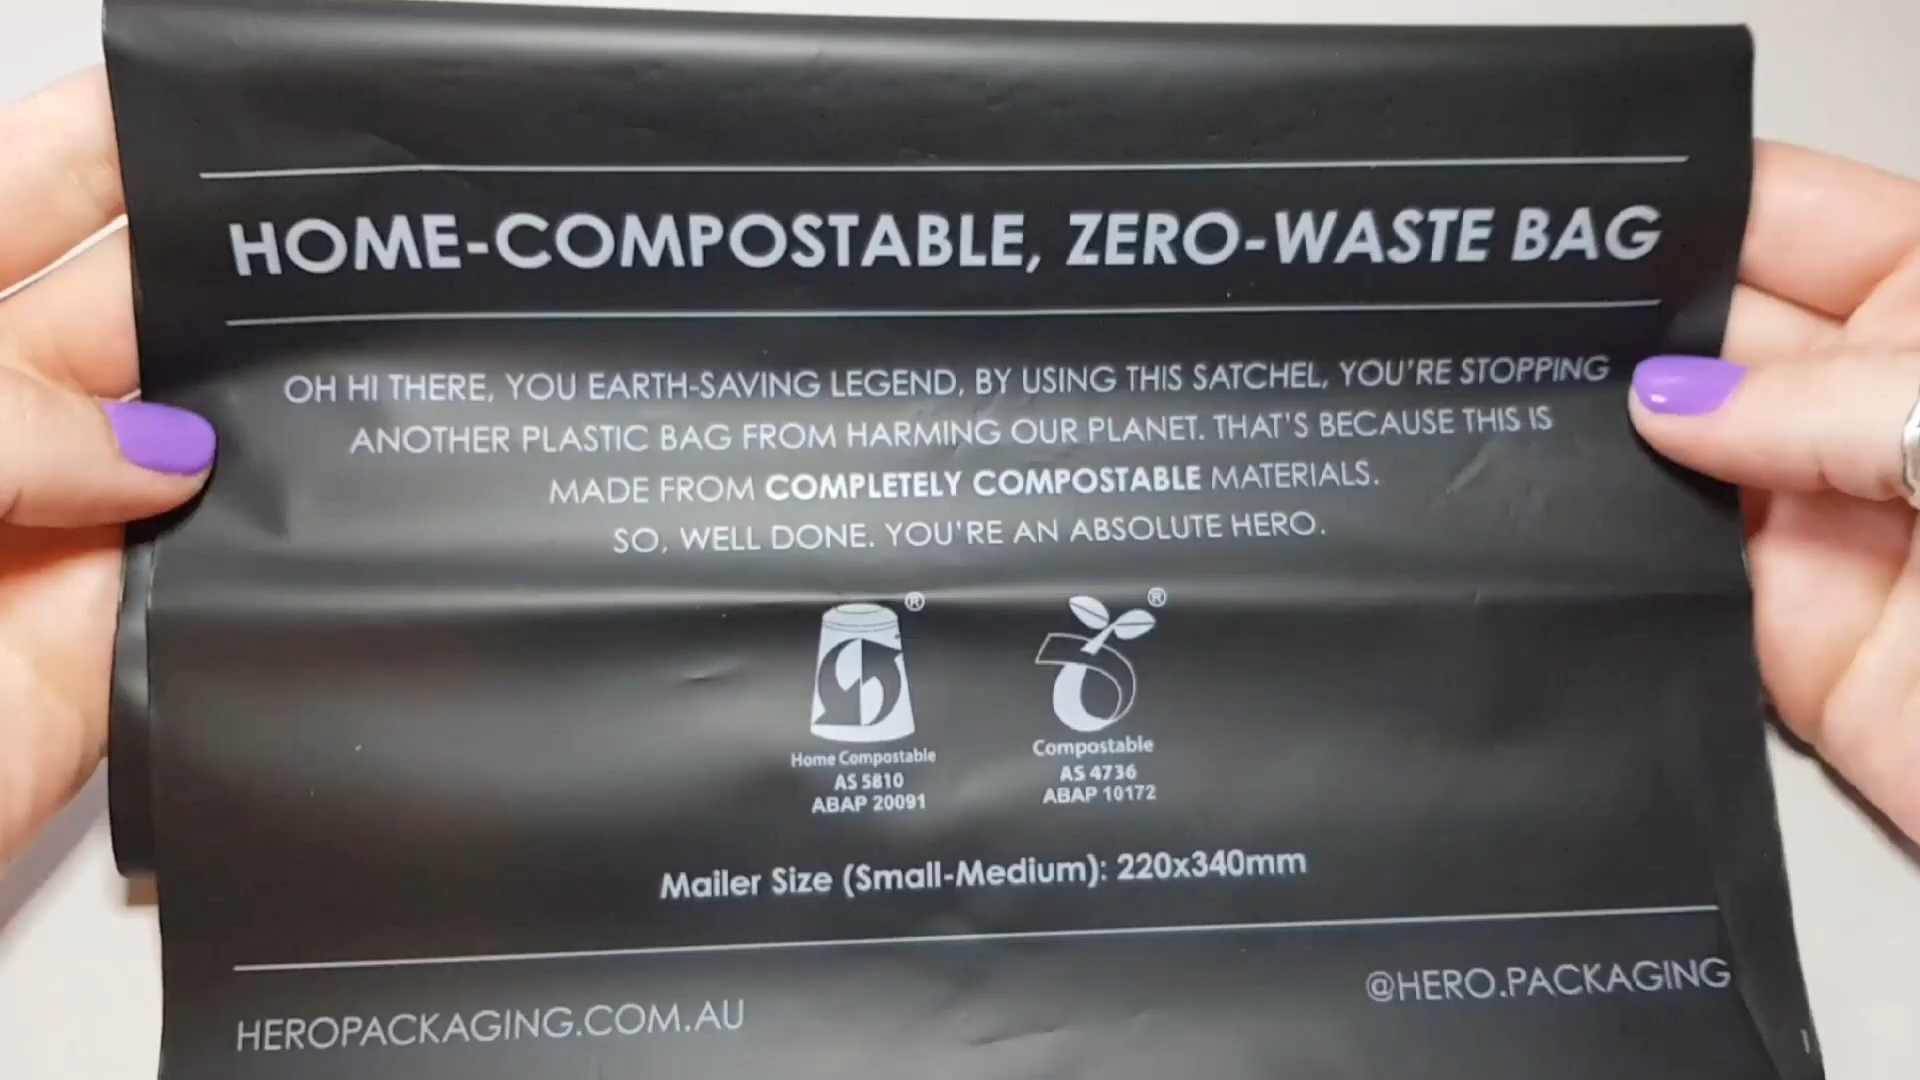 HOME-COMPOSTABLE, ZERO-WASTE BAG
OH HI THERE, YOU EARTH-SAVING LEGEND, BY USING THIS SATCHEL, YOU'RE STOPPING
ANOTHER PLASTIC BAG FROM HARMING OUR PLANET. THAT'S BECAUSE THIS IS
MADE FROM COMPLETELY COMPOSTABLE MATERIALS.
SO, WELL DONE. YOU'RE AN ABSOLUTE HERO.
®
Home Compostable
AS 5810
ABAP 20091
®
Compostable
AS 4736
ABAP 10172
Mailer Size (Small-Medium): 220x340mm
HEROPACKAGING.COM.AU
@HERO.PACKAGING